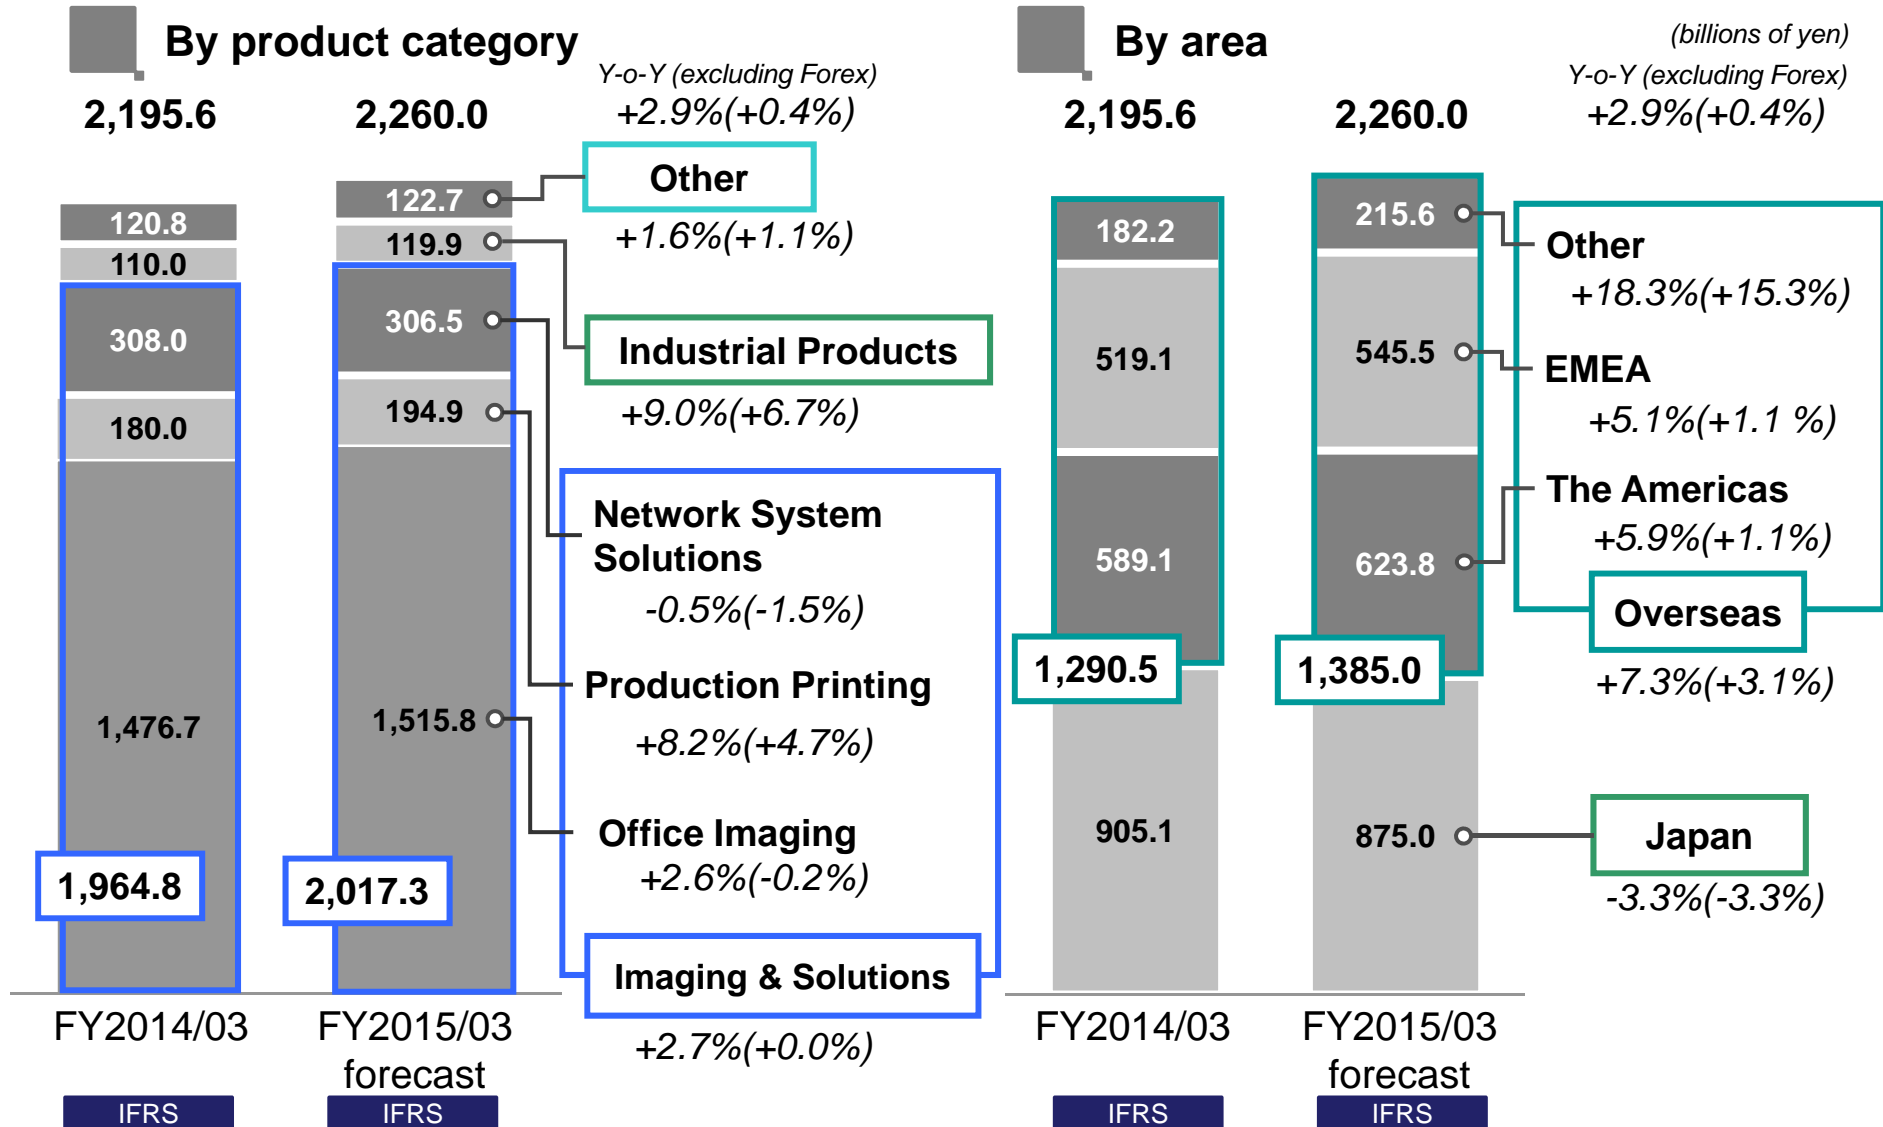 By product category
Y-o-Y (excluding Forex)
2,195.6
2,260.0
+2.9%(+0.4%)
Other
+1.6%(+1.1%)
122.7
119.9
306.5
194.9
1,515.8
2,017.3
120.8
110.0
308.0
180.0
1,476.7
1,964.8
Industrial Products
+9.0%(+6.7%)
Network System
Solutions
-0.5%(-1.5%)
Production Printing
+8.2%(+4.7%)
Office Imaging
+2.6%(-0.2%)
Imaging & Solutions
+2.7%(+0.0%)
FY2014/03
FY2015/03
forecast
IFRS
IFRS
By area
(billions of yen)
Y-o-Y (excluding Forex)
2,195.6
2,260.0
+2.9%(+0.4%)
182.2
519.1
589.1
1,290.5
905.1
215.6
545.5
623.8
1,385.0
875.0
Other
+18.3%(+15.3%)
EMEA
+5.1%(+1.1 %)
The Americas
+5.9%(+1.1%)
Overseas
+7.3%(+3.1%)
Japan
-3.3%(-3.3%)
FY2014/03
FY2015/03
forecast
IFRS
IFRS